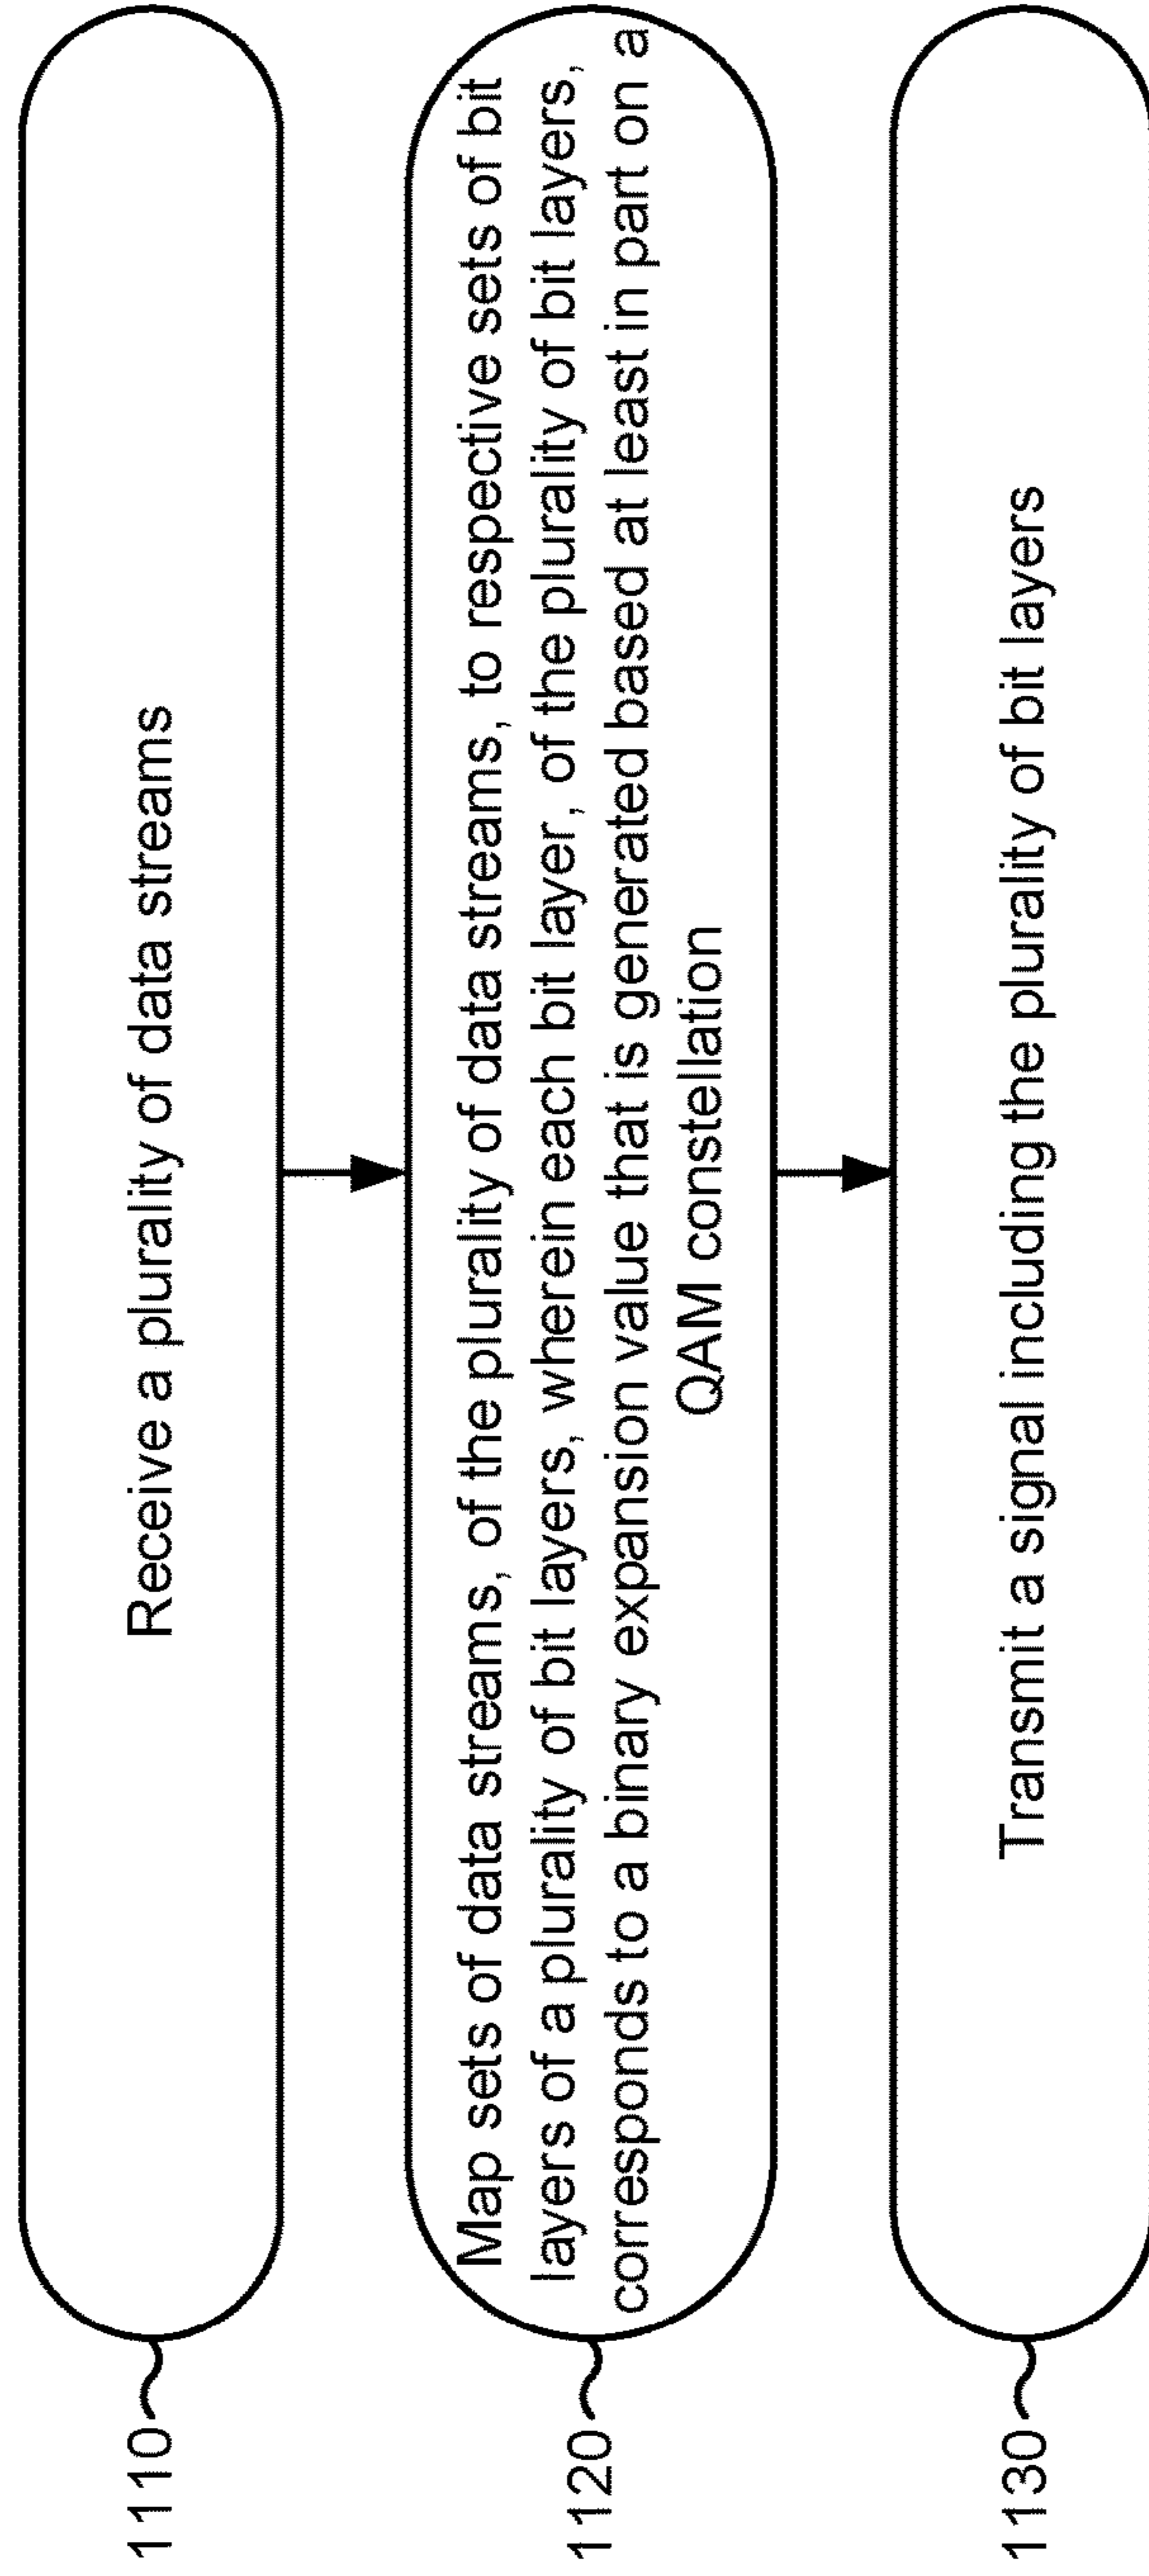 1110
Receive a plurality of data streams
1120
Map sets of data streams, of the plurality of data streams, to respective sets of bit
layers of a plurality of bit layers, wherein each bit layer, of the plurality of bit layers,
corresponds to a binary expansion value that is generated based at least in part on a
QAM constellation
1130
Transmit a signal including the plurality of bit layers